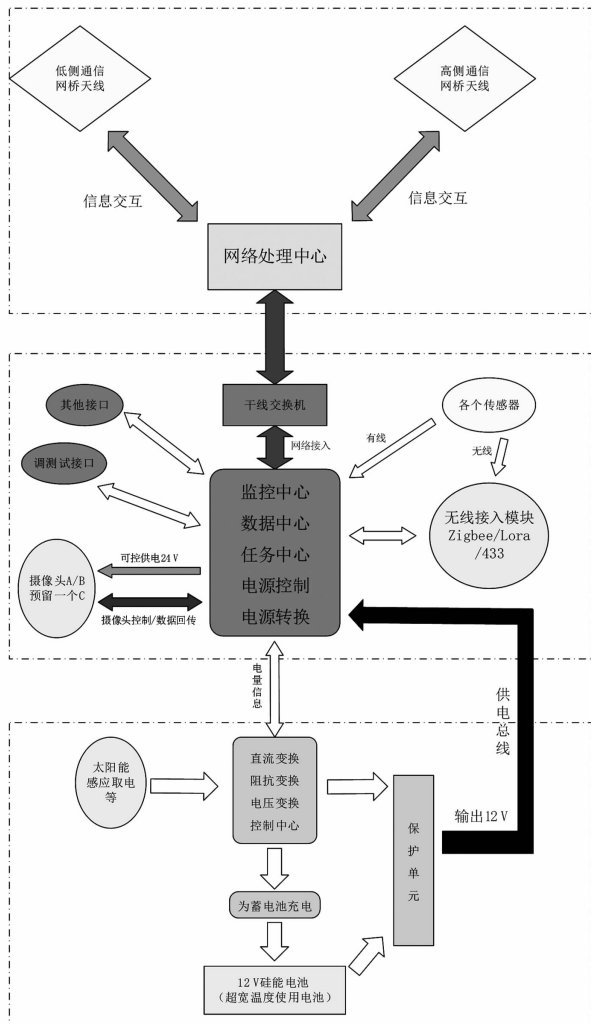 低侧通信
网桥天线
高侧通信
网桥天线
信息交互
信息交互
网络处理中心
干线交换机
网络接入
其他接口
调测试接口
各个传感器
有线
无线
监控中心
数据中心
任务中心
电源控制
电源转换
无线接入模块
Zigbee/Lora
/433
摄像头A/B
预留一个C
可控供电24V
摄像头控制/数据回传
电量信息
供电总线
太阳能
感应取电
等
直流变换
阻抗变换
电压变换
控制中心
保护单元
输出12V
为蓄电池充电
12V硅能电池
（超宽温度使用电池）